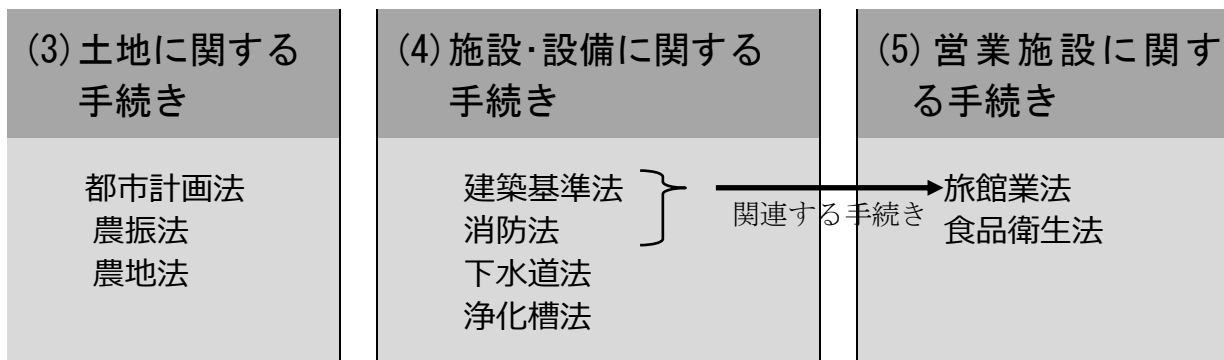 (3)土地に関する
手続き
都市計画法
農振法
農地法
(4)施設・設備に関する
手続き
建築基準法
消防法
下水道法
浄化槽法
関連する手続き
(5)営業施設に関す
る手続き
旅館業法
食品衛生法